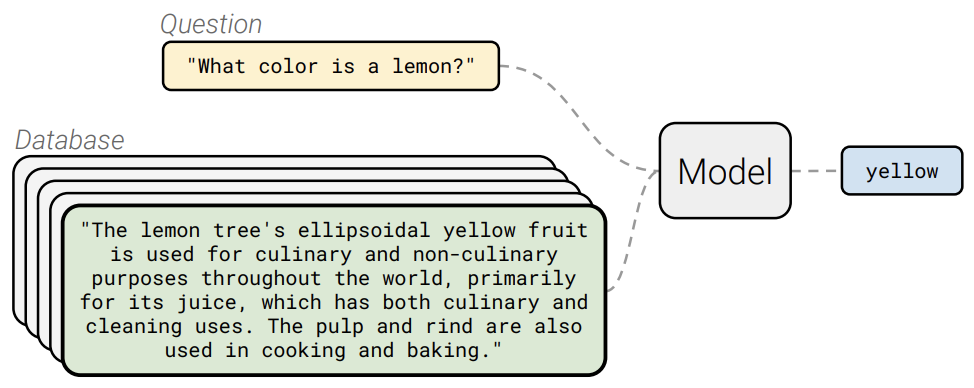 Question
"What color is a lemon?"
Database
"The lemon tree's ellipsoidal yellow fruit
is used for culinary and non-culinary
purposes throughout the world, primarily
for its juice, which has both culinary and
cleaning uses. The pulp and rind are also
used in cooking and baking."
Model
yellow